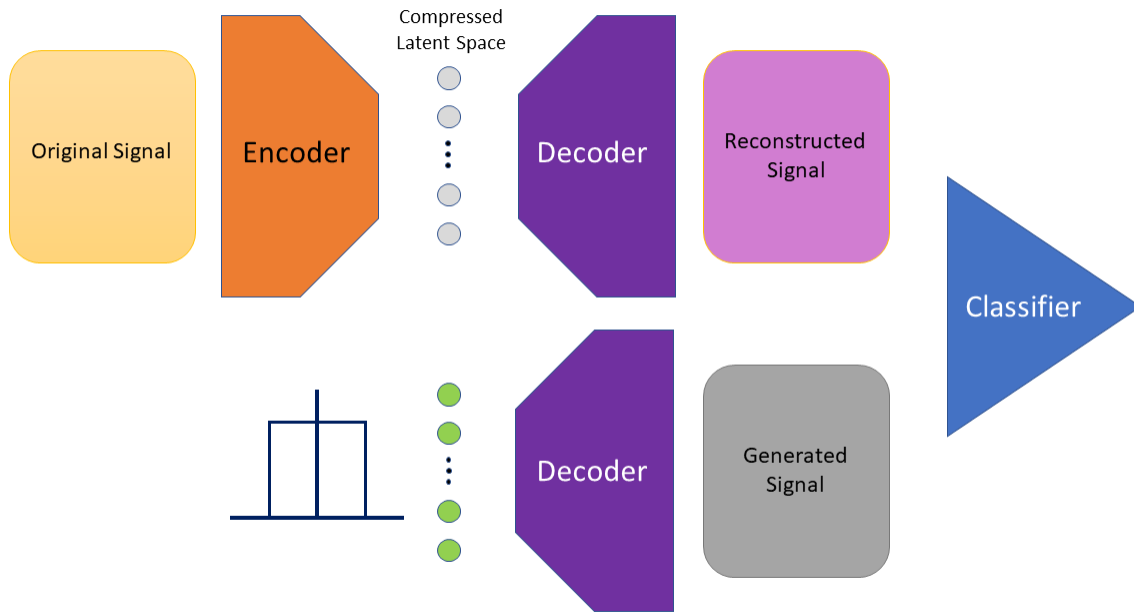 Compressed
Latent Space
Original Signal
Encoder
Decoder
Reconstructed
Signal
Classifier
Decoder
Generated
Signal